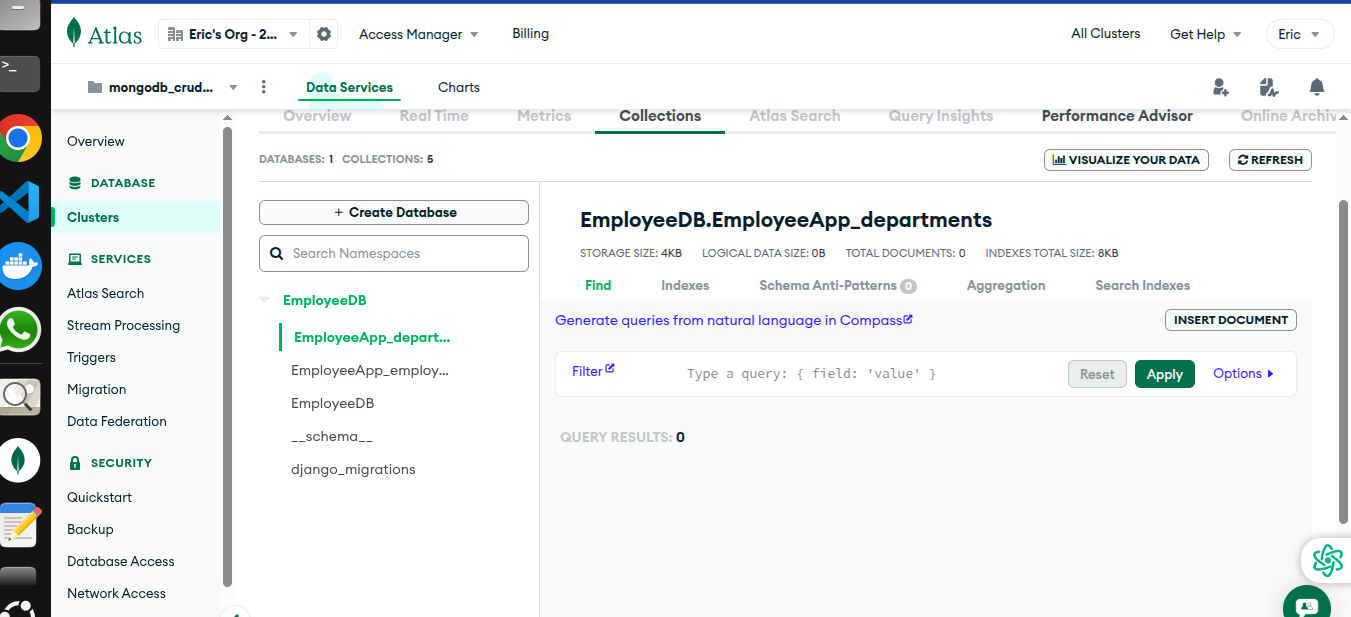 Atlas
Eric's Org - 2...
Access Manager
Billing
All Clusters
Get Help
Eric
mongodb_crud...
Data Services
Charts
Overview
Real Time
Metrics
Collections
Atlas Search
Query Insights
Performance Advisor
Online Archiv
Overview
DATABASE
Clusters
SERVICES
Atlas Search
Stream Processing
Triggers
Migration
Data Federation
SECURITY
Quickstart
Backup
Database Access
Network Access
DATABASES: 1 COLLECTIONS: 5
VISUALIZE YOUR DATA
REFRESH
+ Create Database
Search Namespaces
EmployeeDB
EmployeeApp_depart...
EmployeeApp_employ...
EmployeeDB
__schema__
django_migrations
EmployeeDB.EmployeeApp_departments
STORAGE SIZE: 4KB LOGICAL DATA SIZE: 0B TOTAL DOCUMENTS: 0 INDEXES TOTAL SIZE: 8KB
Find
Indexes
Schema Anti-Patterns 0
Aggregation
Search Indexes
Generate queries from natural language in Compass
INSERT DOCUMENT
Filter
Type a query: { field: 'value' }
Reset
Apply
Options
QUERY RESULTS: 0
>_